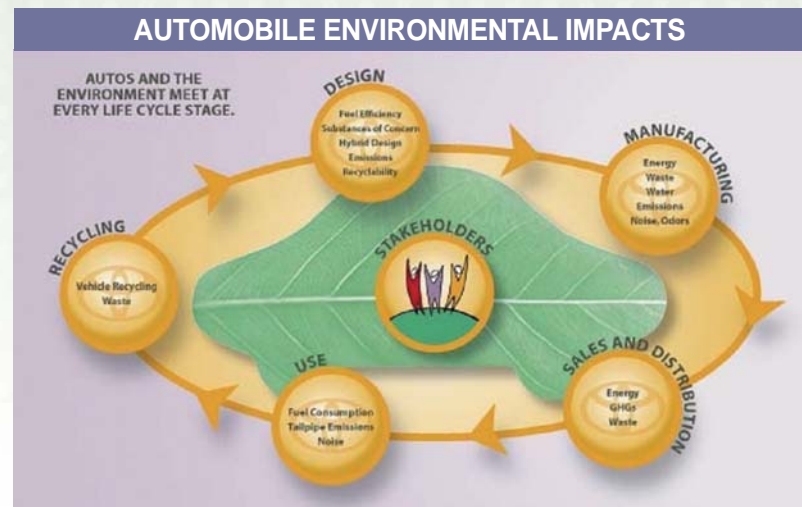 AUTOMOBILE ENVIRONMENTAL IMPACTS
AUTOS AND THE
ENVIRONMENT MEET AT
EVERY LIFE CYCLE STAGE.
DESIGN
Fuel Efficiency
Substances of Concern
Hybrid Design
Emissions
Recyclability
MANUFACTURING
Energy
Waste
Water
Emissions
Noise, Odors
SALES AND DISTRIBUTION
Energy
GHGs
Waste
USE
Fuel Consumption
Tailpipe Emissions
Noise
RECYCLING
Vehicle Recycling
Waste
STAKEHOLDERS